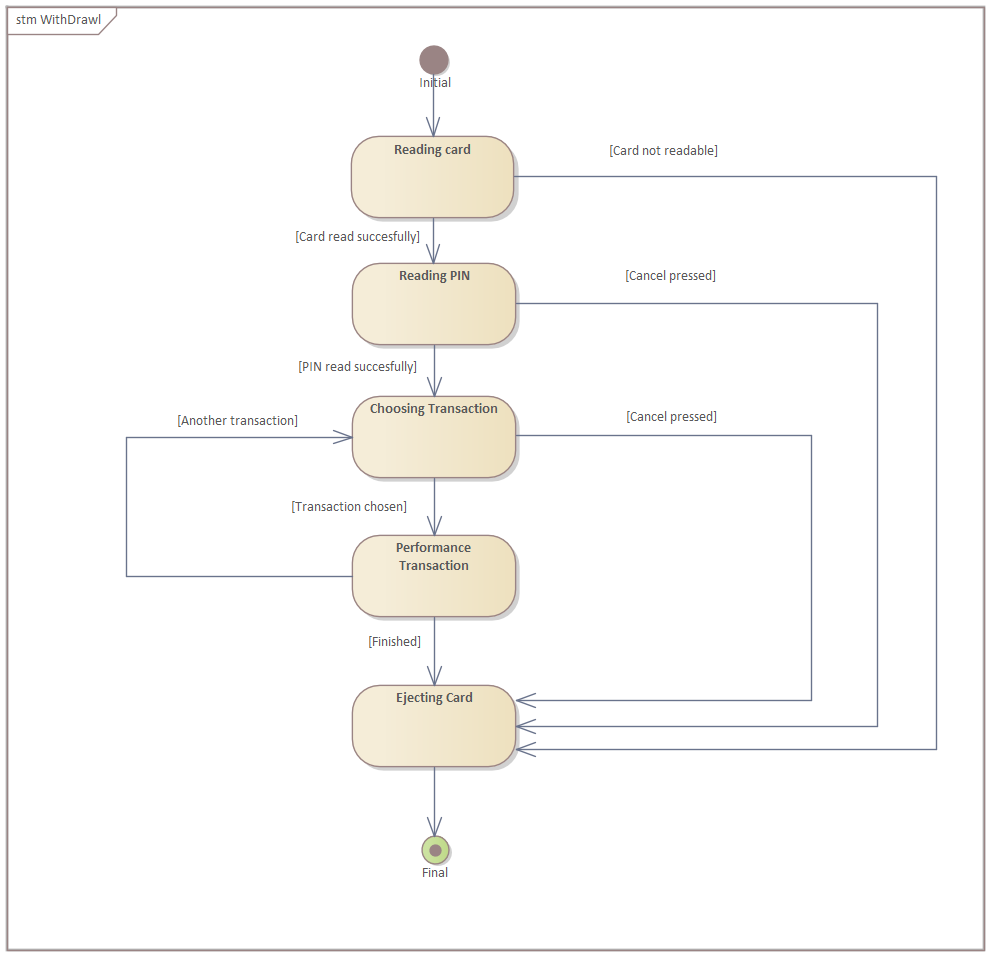 stm WithDrawl
Initial
Reading card
[Card not readable]
[Card read succesfully]
Reading PIN
[Cancel pressed]
[PIN read succesfully]
Choosing Transaction
[Cancel pressed]
[Another transaction]
[Transaction chosen]
Performance
Transaction
[Finished]
Ejecting Card
Final